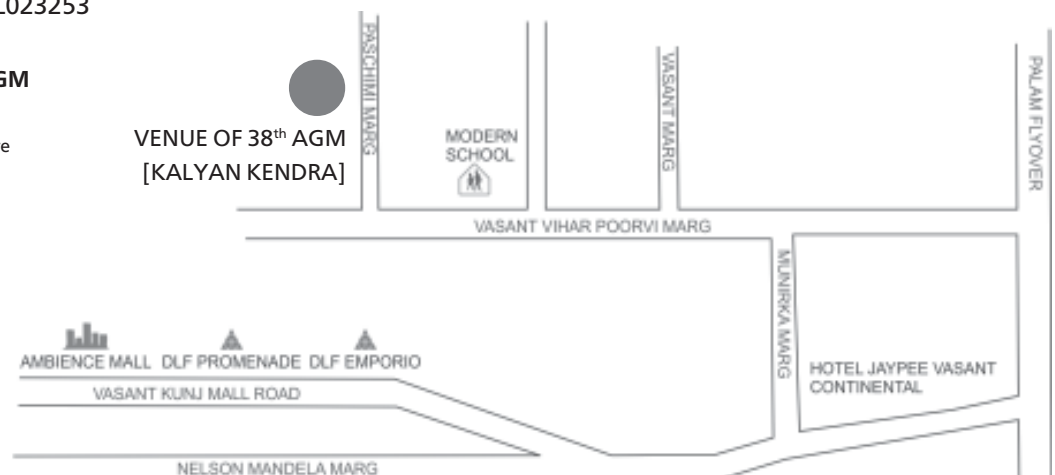 L023253
GM
e
VENUE OF 38th AGM
[KALYAN KENDRA]
PASCHIMI MARG
MODERN
SCHOOL
VASANT MARG
PALAM FLYOVER
VASANT VIHAR POORVI MARG
MUNIRKA MARG
AMBIENCE MALL DLF PROMENADE DLF EMPORIO
HOTEL JAYPEE VASANT
CONTINENTAL
VASANT KUNJ MALL ROAD
NELSON MANDELA MARG